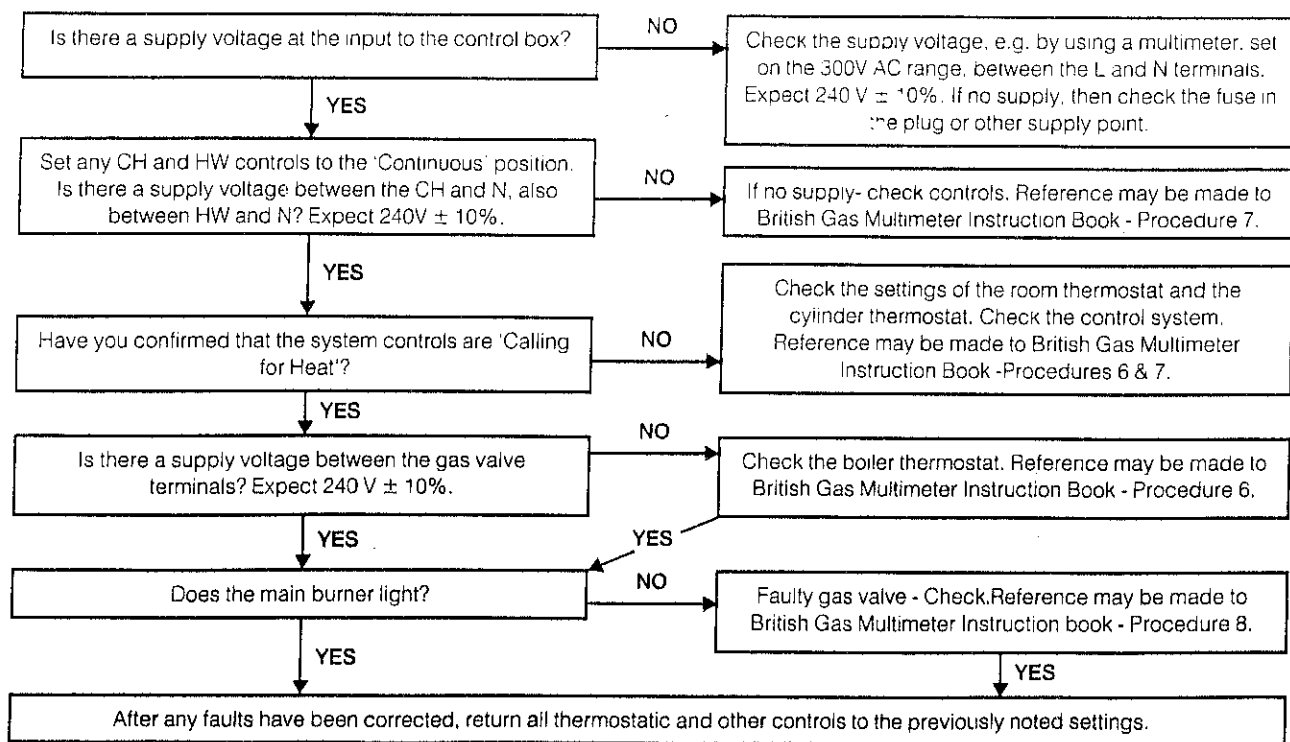 Is there a supply voltage at the input to the control box?
NO
Check the supply voltage, e.g. by using a multimeter, set
on the 300V AC range, between the L and N terminals.
Expect 240 V ± 10%. If no supply, then check the fuse in
the plug or other supply point.
YES
Set any CH and HW controls to the 'Continuous' position.
Is there a supply voltage between the CH and N, also
between HW and N? Expect 240V ± 10%.
NO
If no supply- check controls. Reference may be made to
British Gas Multimeter Instruction Book - Procedure 7.
YES
Have you confirmed that the system controls are 'Calling
for Heat'?
NO
Check the settings of the room thermostat and the
cylinder thermostat. Check the control system.
Reference may be made to British Gas Multimeter
Instruction Book -Procedures 6 & 7.
YES
Is there a supply voltage between the gas valve
terminals? Expect 240 V ± 10%.
NO
Check the boiler thermostat. Reference may be made to
British Gas Multimeter Instruction Book - Procedure 6.
YES
YES
Does the main burner light?
NO
Faulty gas valve - Check.Reference may be made to
British Gas Multimeter Instruction book - Procedure 8.
YES
YES
After any faults have been corrected, return all thermostatic and other controls to the previously noted settings.